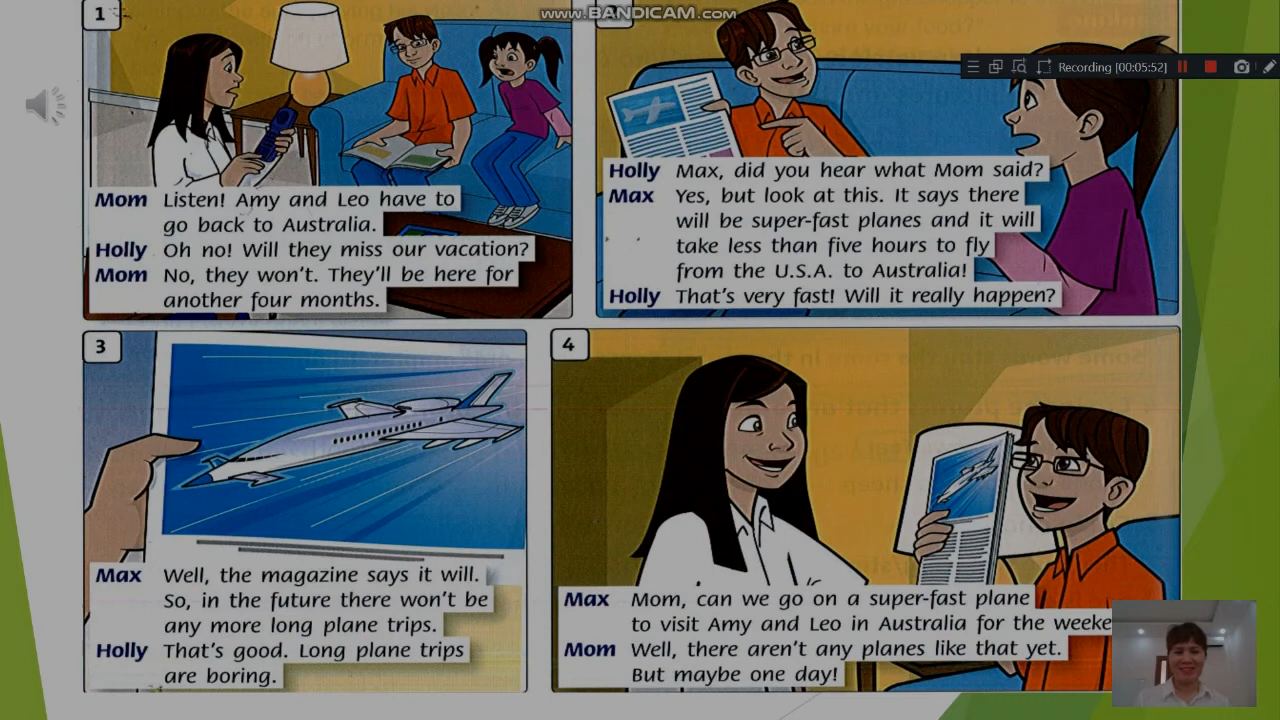 www.BANDICAM.com
Recording [00:05:52]
1
Mom Listen! Amy and Leo have to
go back to Australia.
Holly Oh no! Will they miss our vacation?
Mom No, they won't. They'll be here for
another four months.
2
Holly Max, did you hear what Mom said?
Max Yes, but look at this. It says there
will be super-fast planes and it will
take less than five hours to fly
from the U.S.A. to Australia!
Holly That's very fast! Will it really happen?
3
Max Well, the magazine says it will.
So, in the future there won't be
any more long plane trips.
Holly That's good. Long plane trips
are boring.
4
Max Mom, can we go on a super-fast plane
to visit Amy and Leo in Australia for the weeke
Mom Well, there aren't any planes like that yet.
But maybe one day!